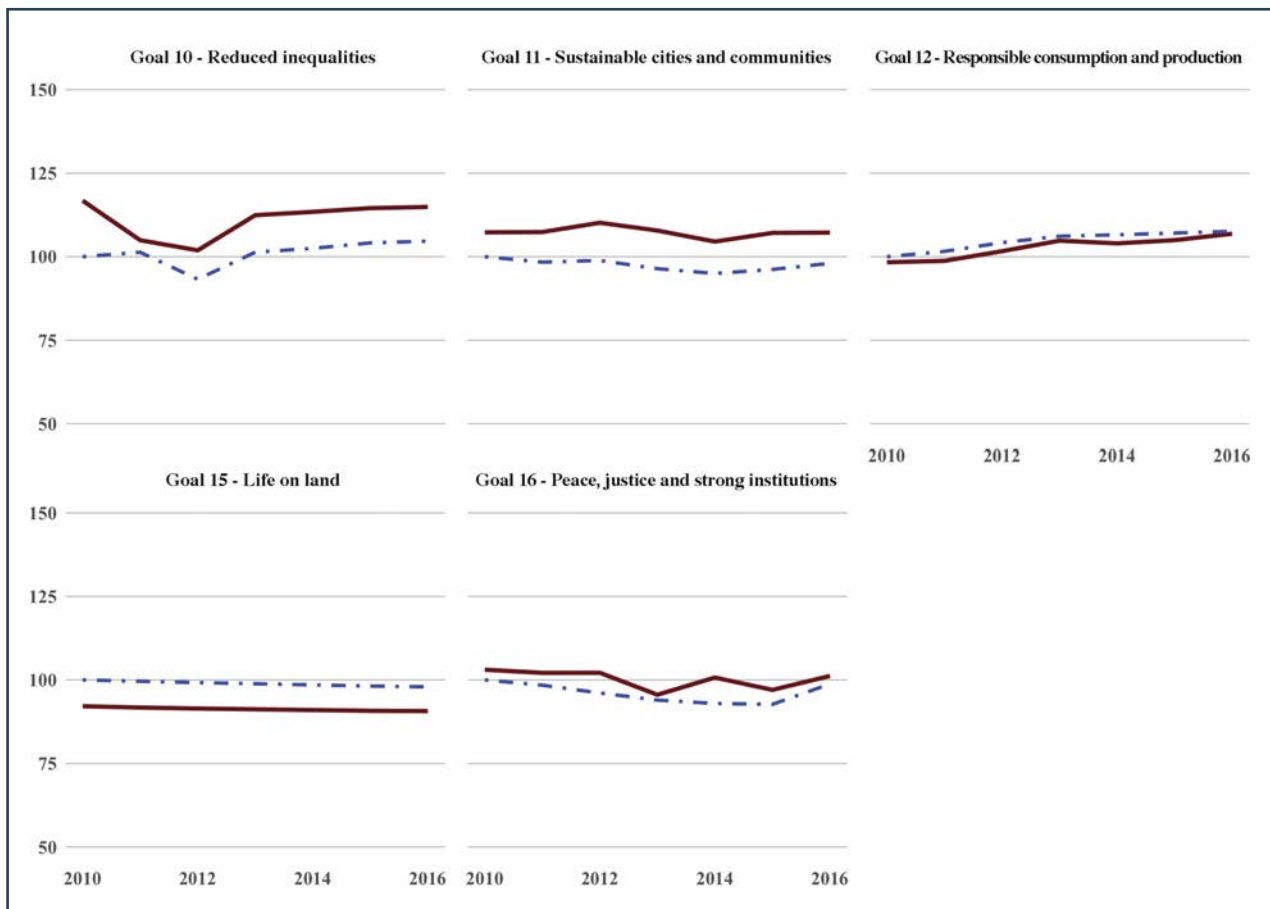 Goal 10 - Reduced inequalities
Goal 11 - Sustainable cities and communities
Goal 12 - Responsible consumption and production
150
125
100
75
50
2010 2012 2014 2016
Goal 15 - Life on land
Goal 16 - Peace, justice and strong institutions
150
125
100
75
50
2010 2012 2014 2016
2010 2012 2014 2016